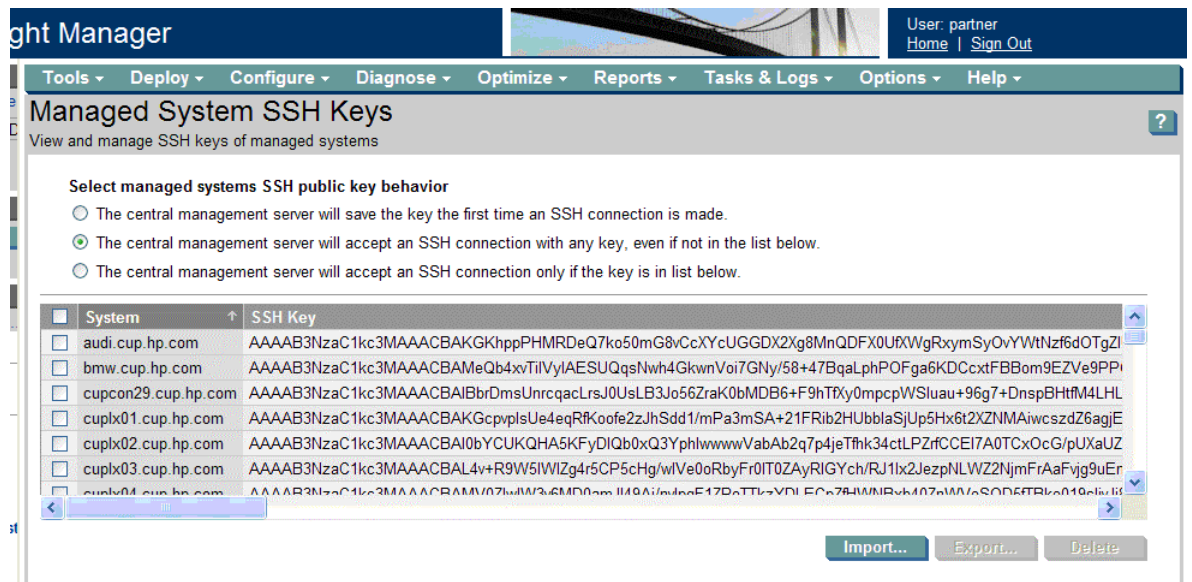 ght Manager
User: partner
Home | Sign Out
Tools Deploy Configure Diagnose Optimize Reports Tasks & Logs Options Help
Managed System SSH Keys
?
View and manage SSH keys of managed systems
Select managed systems SSH public key behavior
The central management server will save the key the first time an SSH connection is made.
The central management server will accept an SSH connection with any key, even if not in the list below.
The central management server will accept an SSH connection only if the key is in list below.
System SSH Key
audi.cup.hp.com AAAAB3NzaC1kc3MAAACBAKGKhppPHMRDeQ7ko50mG8vCcXYcUGGDX2Xg8MnQDFX0UfXWgRxymSyOvYWtNzf6dOTgZl
bmw.cup.hp.com AAAAB3NzaC1kc3MAAACBAMeQb4xvTilVylAESUQqsNwh4GkwnVoi7GNy/58+47BqaLphPOFga6KDCcxtFBBom9EZVe9PP
cupcon29.cup.hp.com AAAAB3NzaC1kc3MAAACBAIBbrDmsUnrcqacLrsJ0UsLB3Jo56ZraK0bMDB6+F9hTfXy0mpcpWSluau+96g7+DnspBHtfM4LHL
cuplx01.cup.hp.com AAAAB3NzaC1kc3MAAACBAKGcpvplsUe4eqRfKoofe2zJhSdd1/mPa3mSA+21FRib2HUbblaSjUp5Hx6t2XZNMAiwcszdZ6agjE
cuplx02.cup.hp.com AAAAB3NzaC1kc3MAAACBAI0bYCUKQHA5KFyDIQb0xQ3YphlwwwwVabAb2q7p4jeTfhk34ctLPZrfCCEI7A0TCxOcG/pUXaUZ
cuplx03.cup.hp.com AAAAB3NzaC1kc3MAAACBAL4v+R9W5IWIZg4r5CP5cHg/wIVe0oRbyFr0IT0ZAyRIGYch/RJ1lx2JezpNLWZ2NjmFrAaFvjg9uEr
cuplx04.cup.hp.com
Import... Export... Delete